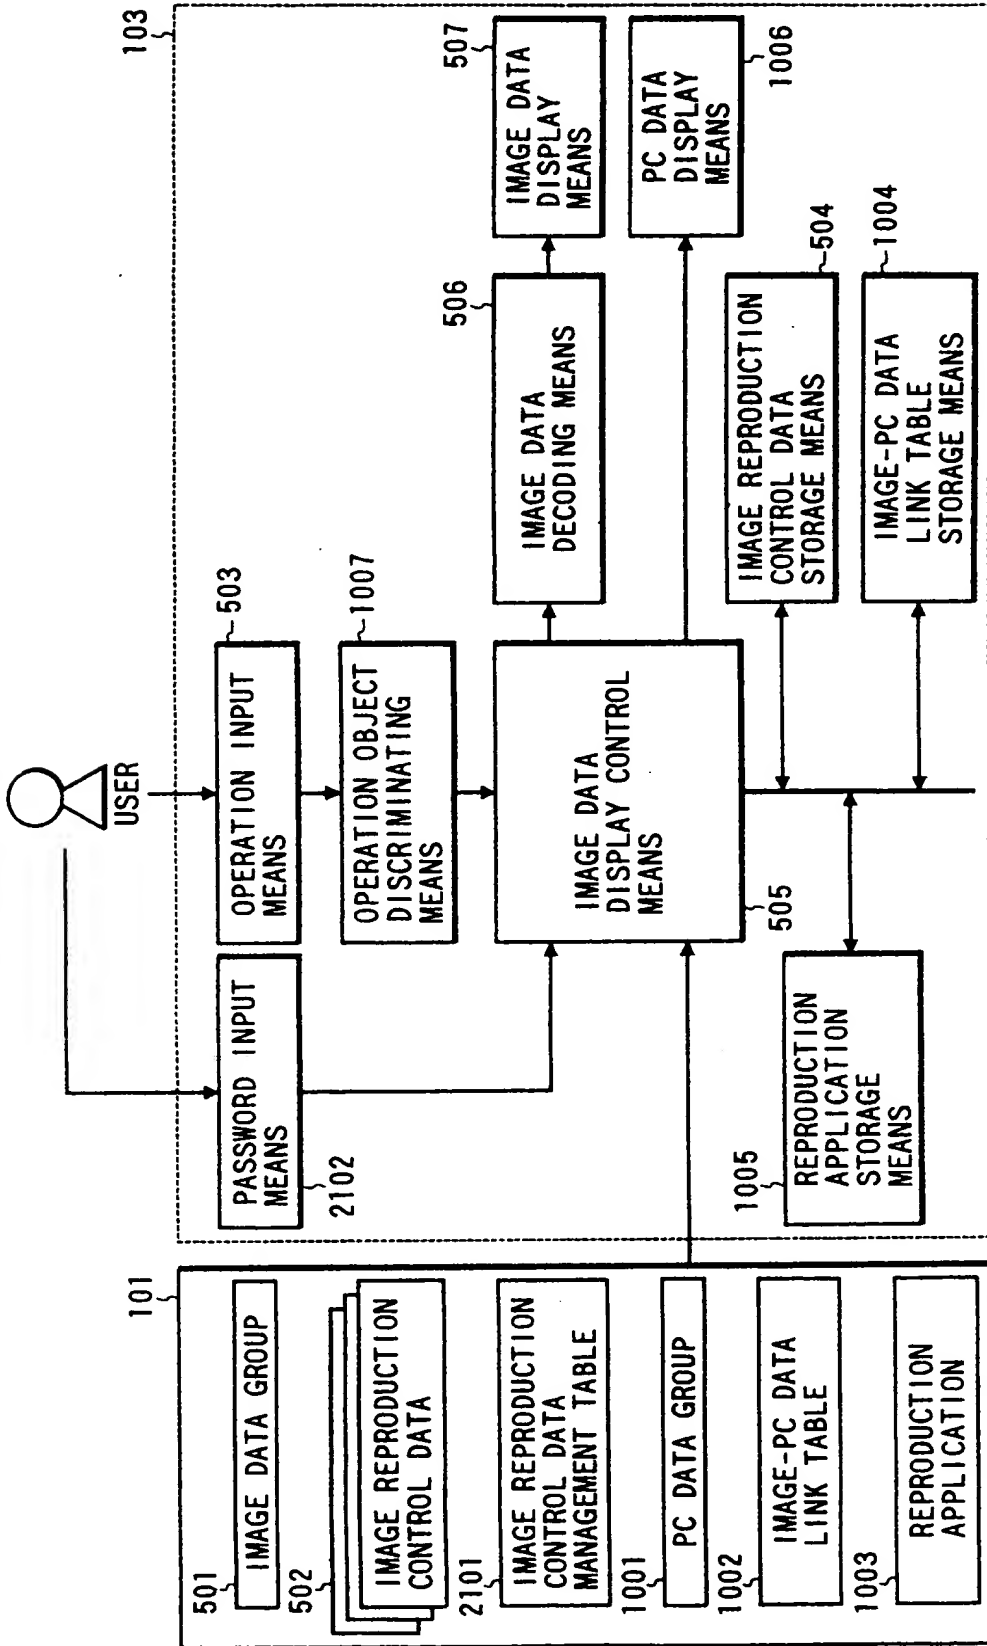 USER
101
501
IMAGE DATA GROUP
502
IMAGE REPRODUCTION
CONTROL DATA
2101
IMAGE REPRODUCTION
CONTROL DATA
MANAGEMENT TABLE
1001
PC DATA GROUP
1002
IMAGE-PC DATA
LINK TABLE
1003
REPRODUCTION
APPLICATION
103
PASSWORD INPUT
MEANS
2102
OPERATION INPUT
MEANS
503
OPERATION OBJECT
DISCRIMINATING
MEANS
1007
IMAGE DATA
DISPLAY CONTROL
MEANS
505
IMAGE DATA
DECODING MEANS
506
IMAGE DATA
DISPLAY
MEANS
507
PC DATA
DISPLAY
MEANS
1006
1005
REPRODUCTION
APPLICATION
STORAGE
MEANS
IMAGE REPRODUCTION
CONTROL DATA
STORAGE MEANS
504
IMAGE-PC DATA
LINK TABLE
STORAGE MEANS
1004